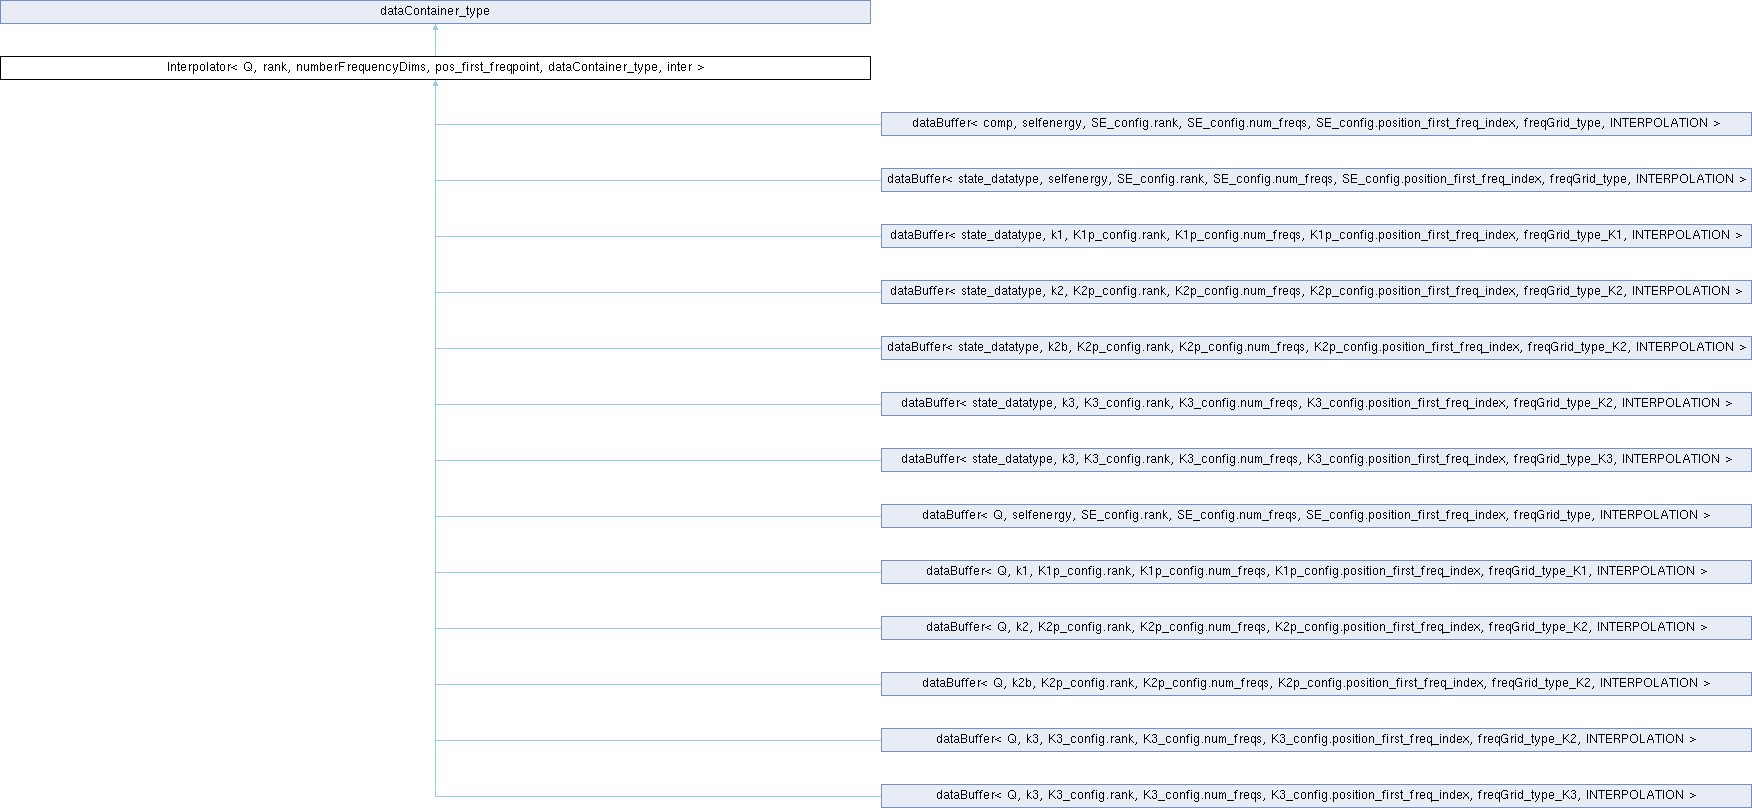 dataContainer_type
Interpolator< Q, rank, numberFrequencyDims, pos_first_freqpoint, dataContainer_type, inter >
dataBuffer< comp, selfenergy, SE_config.rank, SE_config.num_freqs, SE_config.position_first_freq_index, freqGrid_type, INTERPOLATION >
dataBuffer< state_datatype, selfenergy, SE_config.rank, SE_config.num_freqs, SE_config.position_first_freq_index, freqGrid_type, INTERPOLATION >
dataBuffer< state_datatype, k1, K1p_config.rank, K1p_config.num_freqs, K1p_config.position_first_freq_index, freqGrid_type_K1, INTERPOLATION >
dataBuffer< state_datatype, k2, K2p_config.rank, K2p_config.num_freqs, K2p_config.position_first_freq_index, freqGrid_type_K2, INTERPOLATION >
dataBuffer< state_datatype, k2b, K2p_config.rank, K2p_config.num_freqs, K2p_config.position_first_freq_index, freqGrid_type_K2, INTERPOLATION >
dataBuffer< state_datatype, k3, K3_config.rank, K3_config.num_freqs, K3_config.position_first_freq_index, freqGrid_type_K2, INTERPOLATION >
dataBuffer< state_datatype, k3, K3_config.rank, K3_config.num_freqs, K3_config.position_first_freq_index, freqGrid_type_K3, INTERPOLATION >
dataBuffer< Q, selfenergy, SE_config.rank, SE_config.num_freqs, SE_config.position_first_freq_index, freqGrid_type, INTERPOLATION >
dataBuffer< Q, k1, K1p_config.rank, K1p_config.num_freqs, K1p_config.position_first_freq_index, freqGrid_type_K1, INTERPOLATION >
dataBuffer< Q, k2, K2p_config.rank, K2p_config.num_freqs, K2p_config.position_first_freq_index, freqGrid_type_K2, INTERPOLATION >
dataBuffer< Q, k2b, K2p_config.rank, K2p_config.num_freqs, K2p_config.position_first_freq_index, freqGrid_type_K2, INTERPOLATION >
dataBuffer< Q, k3, K3_config.rank, K3_config.num_freqs, K3_config.position_first_freq_index, freqGrid_type_K2, INTERPOLATION >
dataBuffer< Q, k3, K3_config.rank, K3_config.num_freqs, K3_config.position_first_freq_index, freqGrid_type_K3, INTERPOLATION >